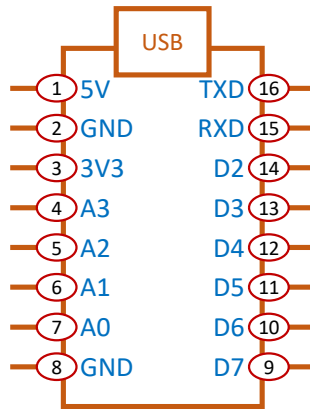 USB
1 5V TXD 16
2 GND RXD 15
3 3V3 D2 14
4 A3 D3 13
5 A2 D4 12
6 A1 D5 11
7 A0 D6 10
8 GND D7 9